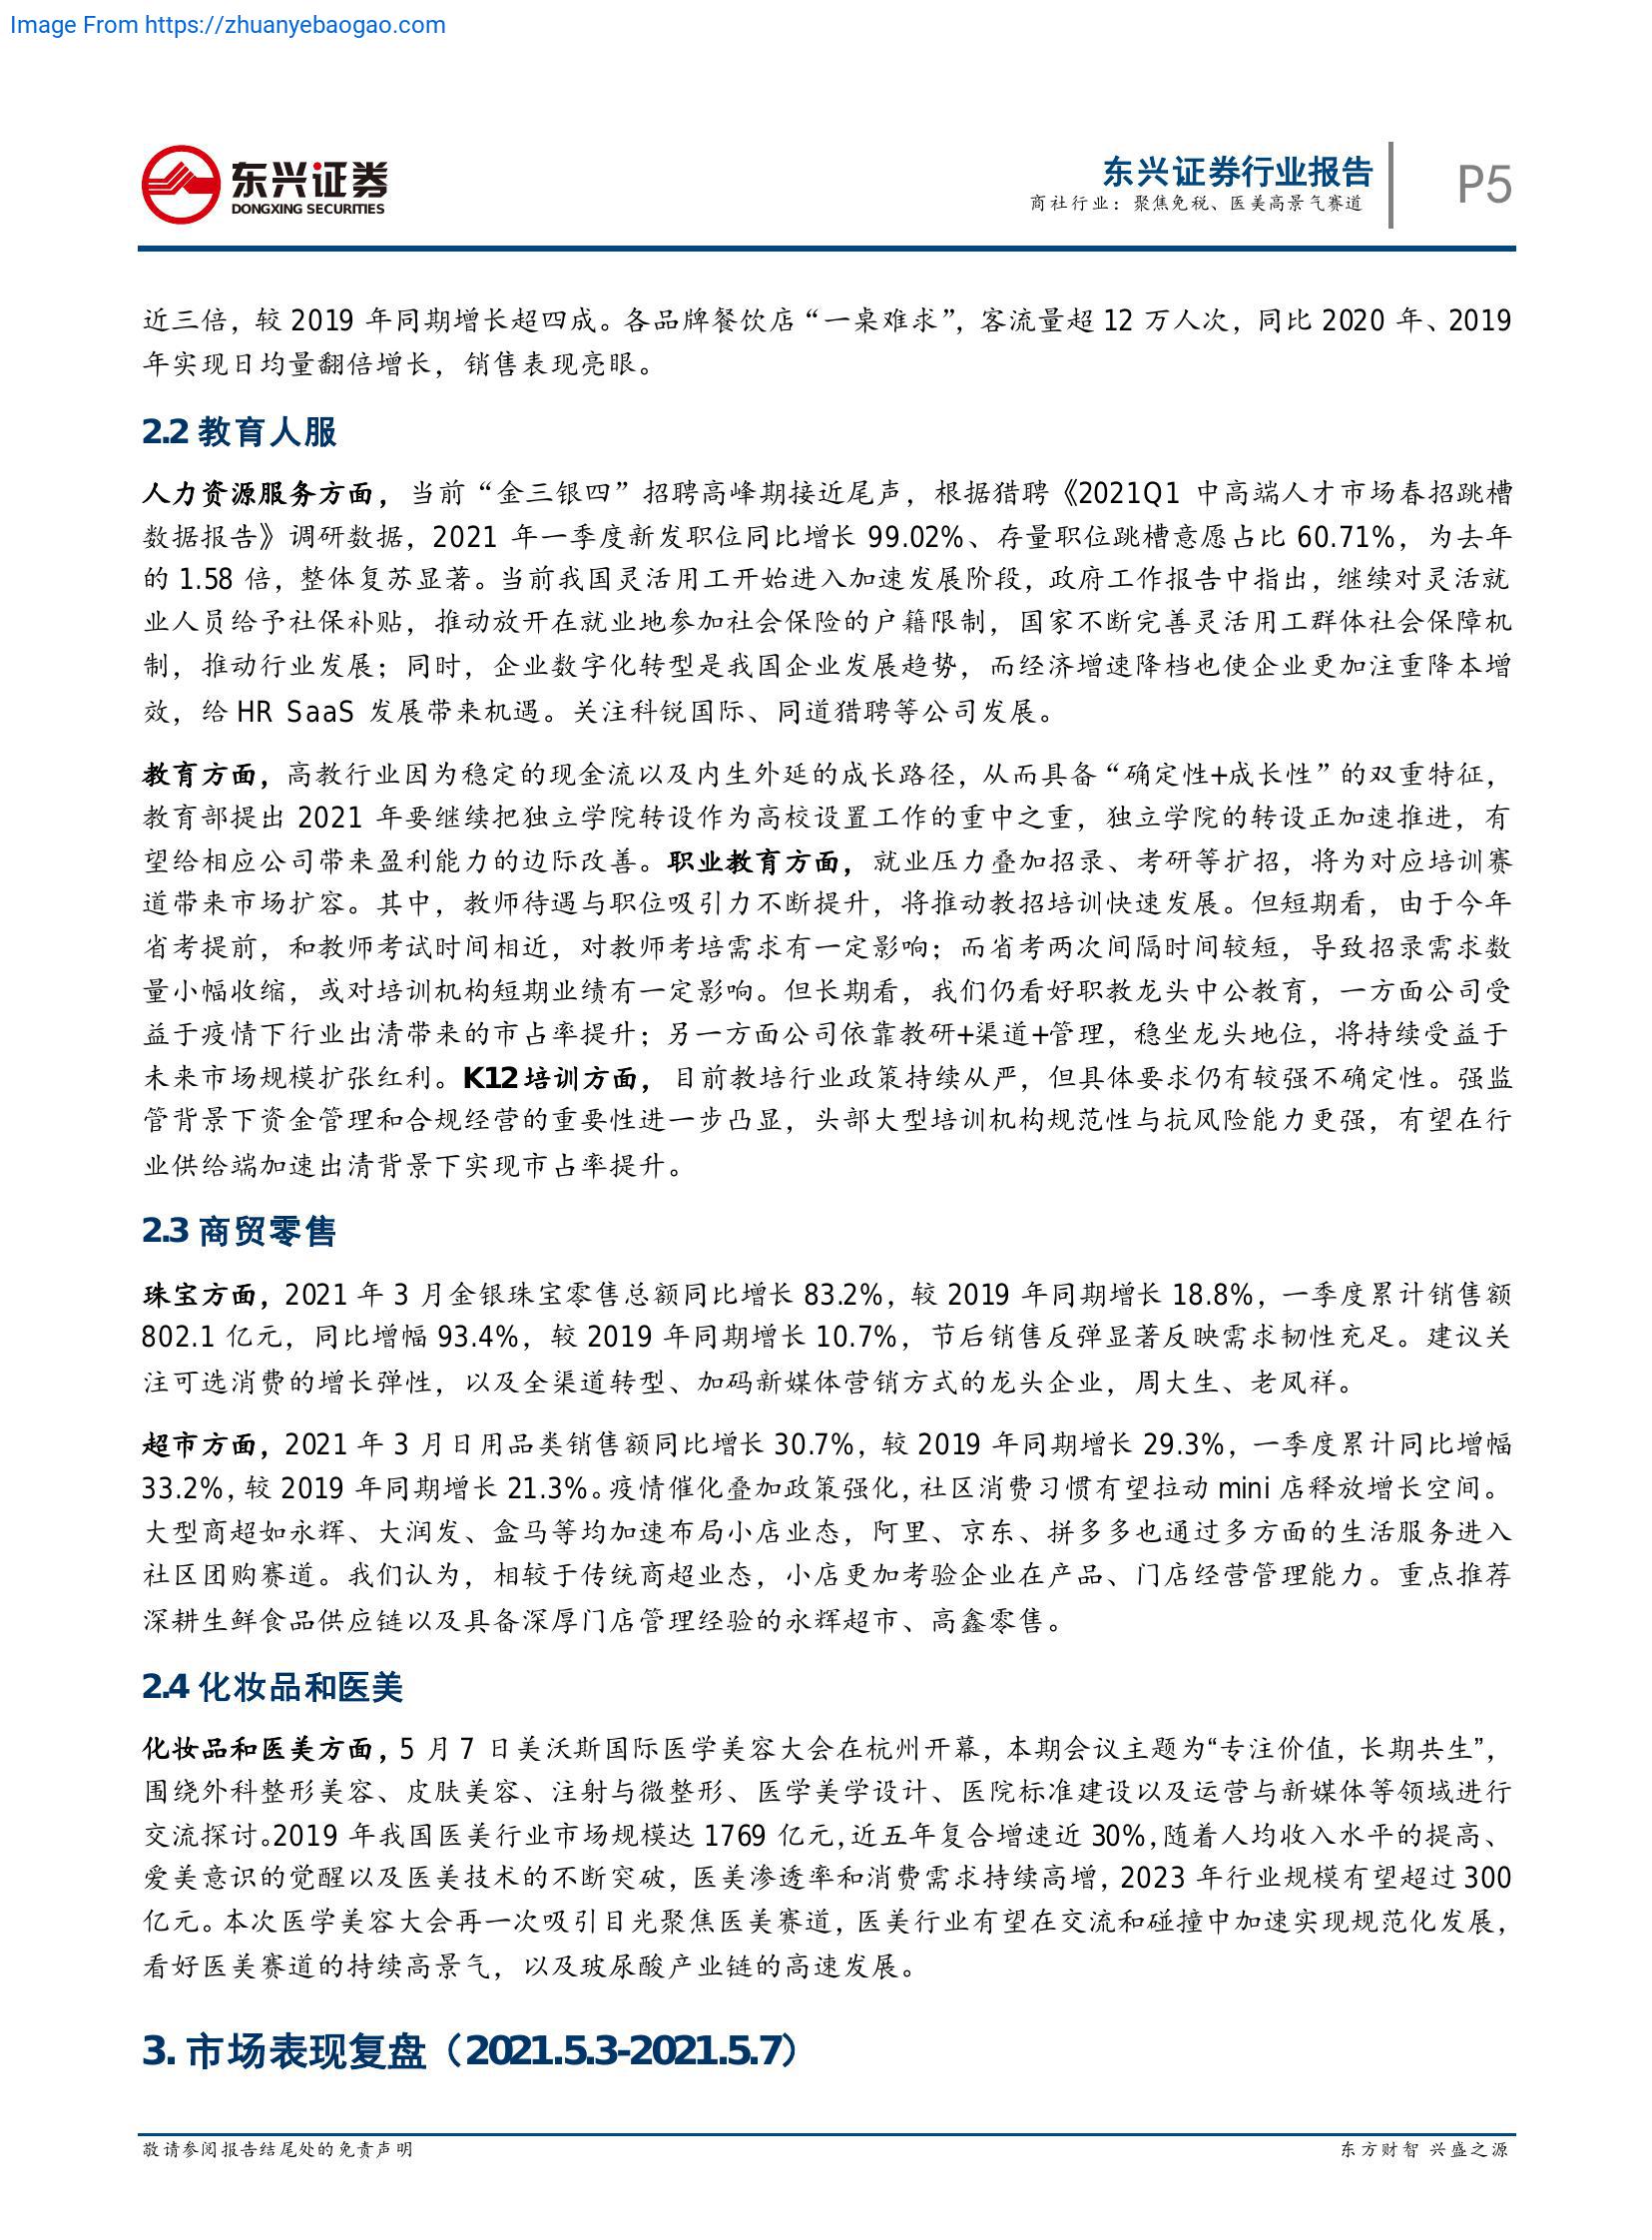 Image From https://zhuanyebaogao.com
东兴证券
DONGXING SECURITIES
东兴证券行业报告
商社行业：聚焦免税、医美高景气赛道
P5
近三倍，较 2019 年同期增长超四成。各品牌餐饮店“一桌难求”，客流量超 12 万人次，同比 2020 年、2019
年实现日均量翻倍增长，销售表现亮眼。
2.2 教育人服
人力资源服务方面，当前“金三银四”招聘高峰期接近尾声，根据猎聘《2021Q1 中高端人才市场春招跳槽
数据报告》调研数据，2021 年一季度新发职位同比增长 99.02%、存量职位跳槽意愿占比 60.71%，为去年
的 1.58 倍，整体复苏显著。当前我国灵活用工开始进入加速发展阶段，政府工作报告中指出，继续对灵活就
业人员给予社保补贴，推动放开在就业地参加社会保险的户籍限制，国家不断完善灵活用工群体社会保障机
制，推动行业发展；同时，企业数字化转型是我国企业发展趋势，而经济增速降档也使企业更加注重降本增
效，给 HR SaaS 发展带来机遇。关注科锐国际、同道猎聘等公司发展。
教育方面，高教行业因为稳定的现金流以及内生外延的成长路径，从而具备“确定性+成长性”的双重特征，
教育部提出 2021 年要继续把独立学院转设作为高校设置工作的重中之重，独立学院的转设正加速推进，有
望给相应公司带来盈利能力的边际改善。职业教育方面，就业压力叠加招录、考研等扩招，将为对应培训赛
道带来市场扩容。其中，教师待遇与职位吸引力不断提升，将推动教招培训快速发展。但短期看，由于今年
省考提前，和教师考试时间相近，对教师考培需求有一定影响；而省考两次间隔时间较短，导致招录需求数
量小幅收缩，或对培训机构短期业绩有一定影响。但长期看，我们仍看好职教龙头中公教育，一方面公司受
益于疫情下行业出清带来的市占率提升；另一方面公司依靠教研+渠道+管理，稳坐龙头地位，将持续受益于
未来市场规模扩张红利。K12 培训方面，目前教培行业政策持续从严，但具体要求仍有较强不确定性。强监
管背景下资金管理和合规经营的重要性进一步凸显，头部大型培训机构规范性与抗风险能力更强，有望在行
业供给端加速出清背景下实现市占率提升。
2.3 商贸零售
珠宝方面，2021 年 3 月金银珠宝零售总额同比增长 83.2%，较 2019 年同期增长 18.8%，一季度累计销售额
802.1 亿元，同比增幅 93.4%，较 2019 年同期增长 10.7%，节后销售反弹显著反映需求韧性充足。建议关
注可选消费的增长弹性，以及全渠道转型、加码新媒体营销方式的龙头企业，周大生、老凤祥。
超市方面，2021 年 3 月日用品类销售额同比增长 30.7%，较 2019 年同期增长 29.3%，一季度累计同比增幅
33.2%，较 2019 年同期增长 21.3%。疫情催化叠加政策强化，社区消费习惯有望拉动 mini 店释放增长空间。
大型商超如永辉、大润发、盒马等均加速布局小店业态，阿里、京东、拼多多也通过多方面的生活服务进入
社区团购赛道。我们认为，相较于传统商超业态，小店更加考验企业在产品、门店经营管理能力。重点推荐
深耕生鲜食品供应链以及具备深厚门店管理经验的永辉超市、高鑫零售。
2.4 化妆品和医美
化妆品和医美方面，5 月 7 日美沃斯国际医学美容大会在杭州开幕，本期会议主题为“专注价值，长期共生”，
围绕外科整形美容、皮肤美容、注射与微整形、医学美学设计、医院标准建设以及运营与新媒体等领域进行
交流探讨。2019 年我国医美行业市场规模达 1769 亿元，近五年复合增速近 30%，随着人均收入水平的提高、
爱美意识的觉醒以及医美技术的不断突破，医美渗透率和消费需求持续高增，2023 年行业规模有望超过 300
亿元。本次医学美容大会再一次吸引目光聚焦医美赛道，医美行业有望在交流和碰撞中加速实现规范化发展，
看好医美赛道的持续高景气，以及玻尿酸产业链的高速发展。
3. 市场表现复盘（2021.5.3-2021.5.7）
敬请参阅报告结尾处的免责声明
东方财智 兴盛之源